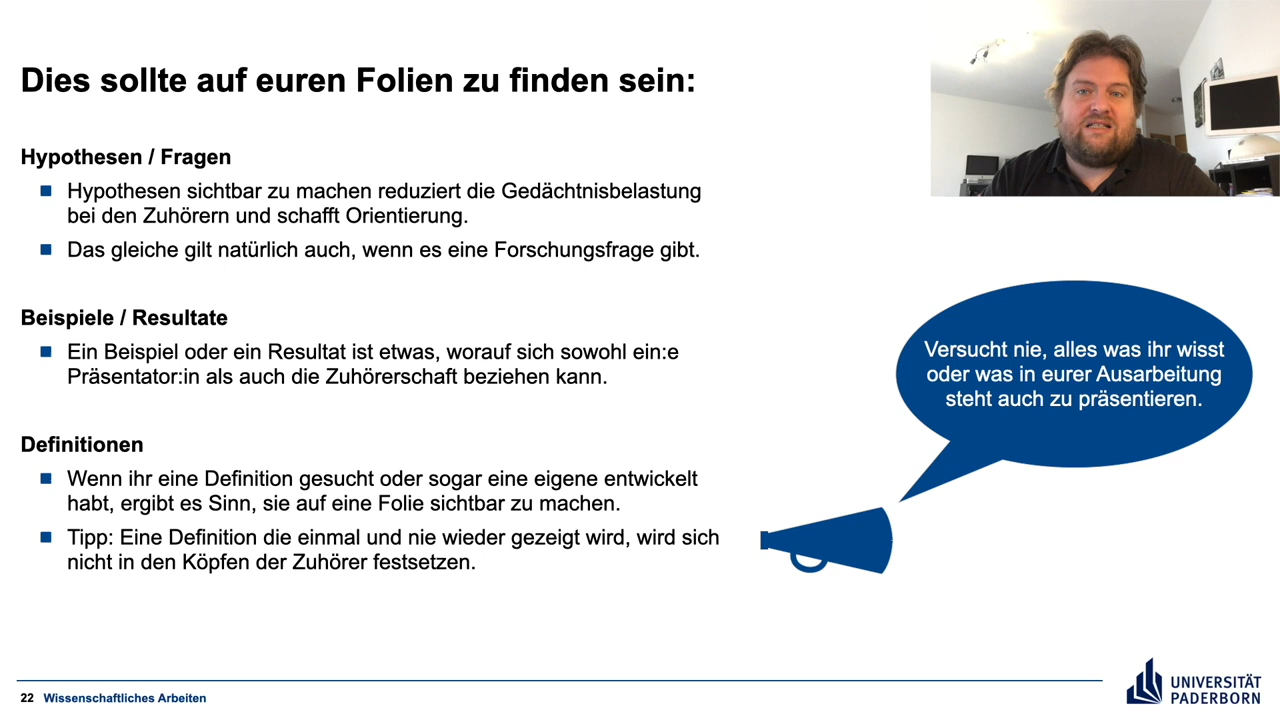 Dies sollte auf euren Folien zu finden sein:
Hypothesen / Fragen
Hypothesen sichtbar zu machen reduziert die Gedächtnisbelastung
bei den Zuhörern und schafft Orientierung.
Das gleiche gilt natürlich auch, wenn es eine Forschungsfrage gibt.
Beispiele / Resultate
Ein Beispiel oder ein Resultat ist etwas, worauf sich sowohl ein:e
Präsentator:in als auch die Zuhörerschaft beziehen kann.
Definitionen
Wenn ihr eine Definition gesucht oder sogar eine eigene entwickelt
habt, ergibt es Sinn, sie auf eine Folie sichtbar zu machen.
Tipp: Eine Definition die einmal und nie wieder gezeigt wird, wird sich
nicht in den Köpfen der Zuhörer festsetzen.
Versucht nie, alles was ihr wisst
oder was in eurer Ausarbeitung
steht auch zu präsentieren.
22 Wissenschaftliches Arbeiten
UNIVERSITÄT
PADERBORN